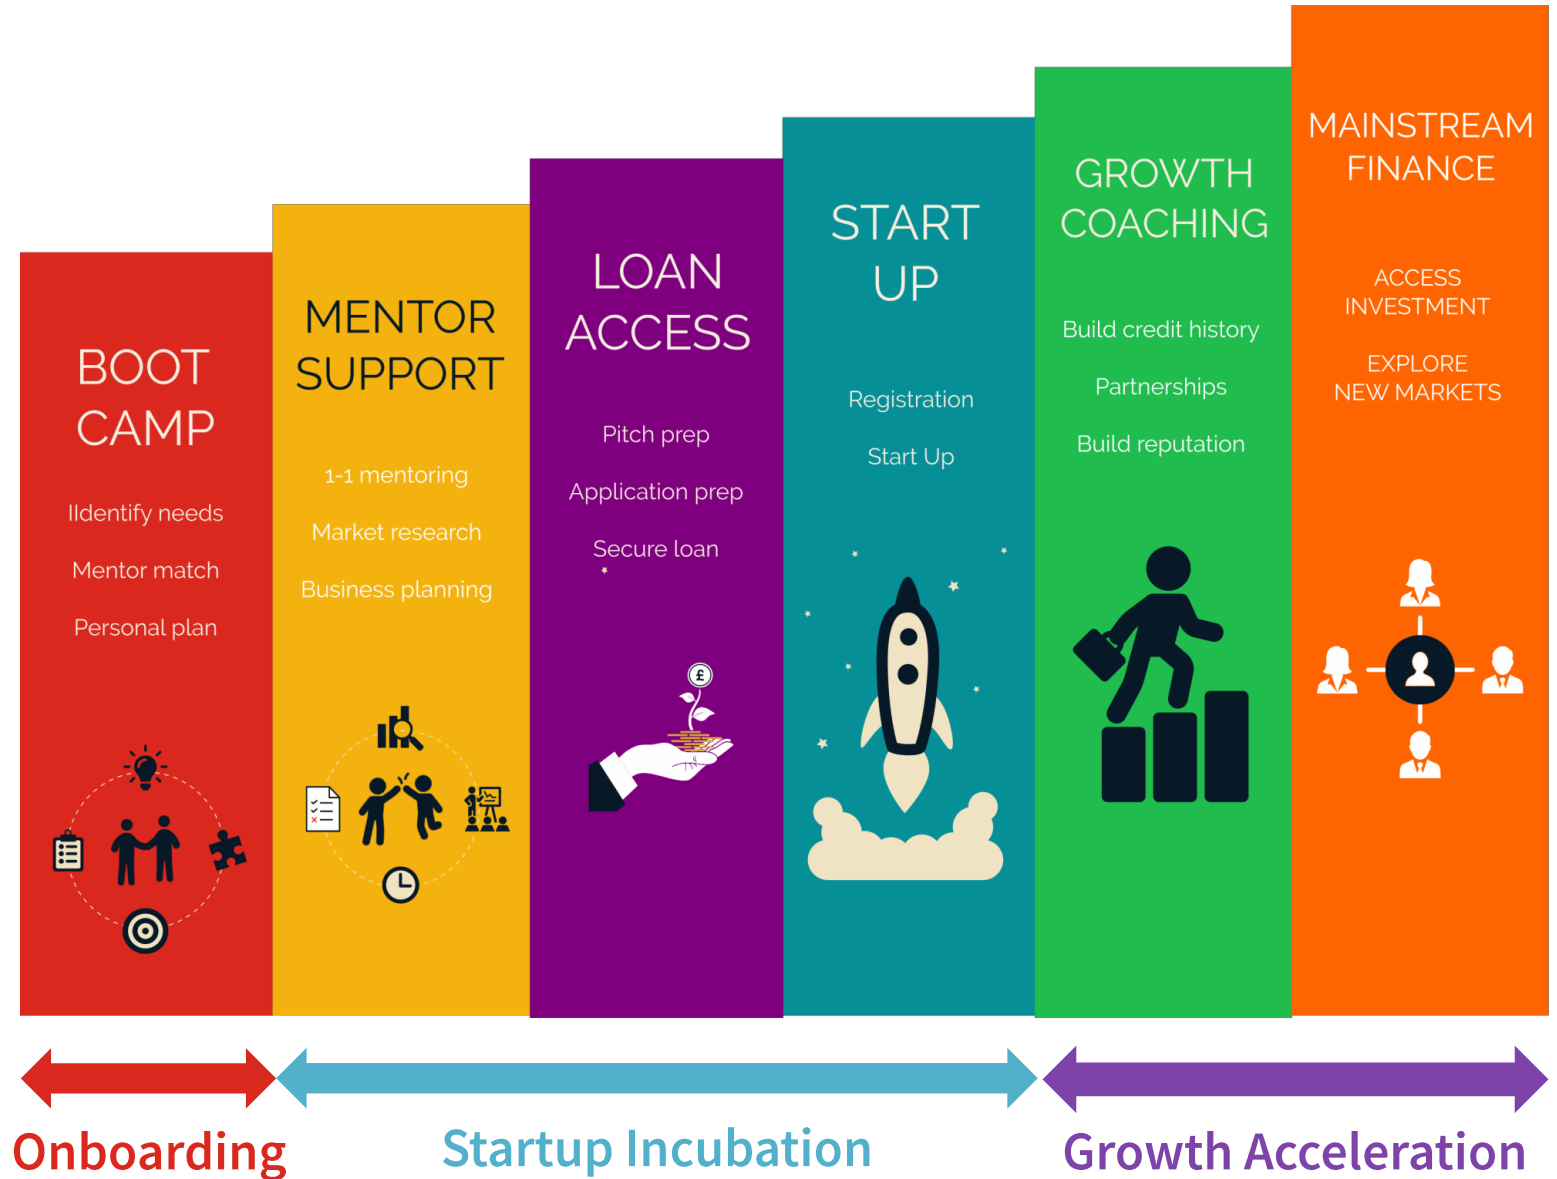 BOOT
CAMP
IIdentify needs
Mentor match
Personal plan
MENTOR
SUPPORT
1-1 mentoring
Market research
Business planning
LOAN
ACCESS
Pitch prep
Application prep
Secure loan
£
START
UP
Registration
Start Up
GROWTH
COACHING
Build credit history
Partnerships
Build reputation
MAINSTREAM
FINANCE
ACCESS
INVESTMENT
EXPLORE
NEW MARKETS
Onboarding
Startup Incubation
Growth Acceleration